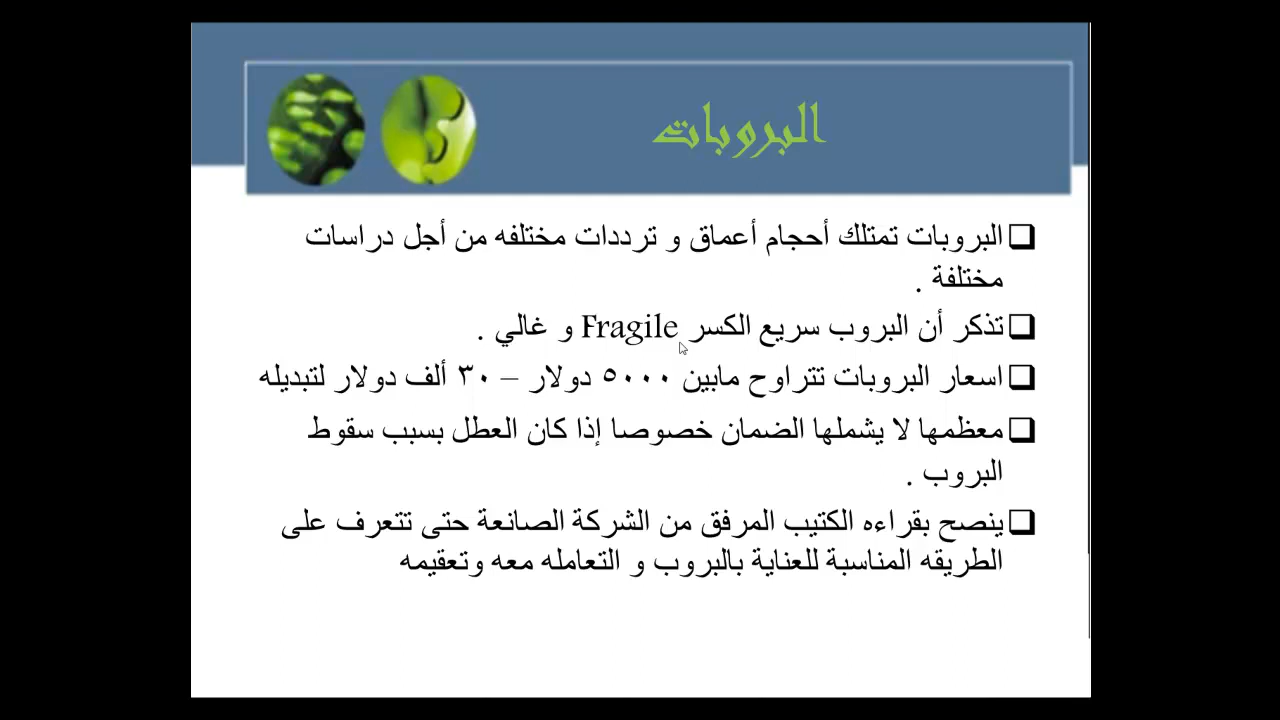 البروبات
البروبات تمتلك أحجام أعماق و ترددات مختلفه من أجل دراسات
مختلفة .
تذكر أن البروب سريع الكسر Fragile و غالي .
اسعار البروبات تتراوح مابين ٥٠٠٠ دولار – ٣٠ ألف دولار لتبديله
معظمها لا يشملها الضمان خصوصا إذا كان العطل بسبب سقوط
البروب .
ينصح بقراءه الكتيب المرفق من الشركة الصانعة حتى تتعرف على
الطريقه المناسبة للعناية بالبروب و التعامله معه وتعقيمه